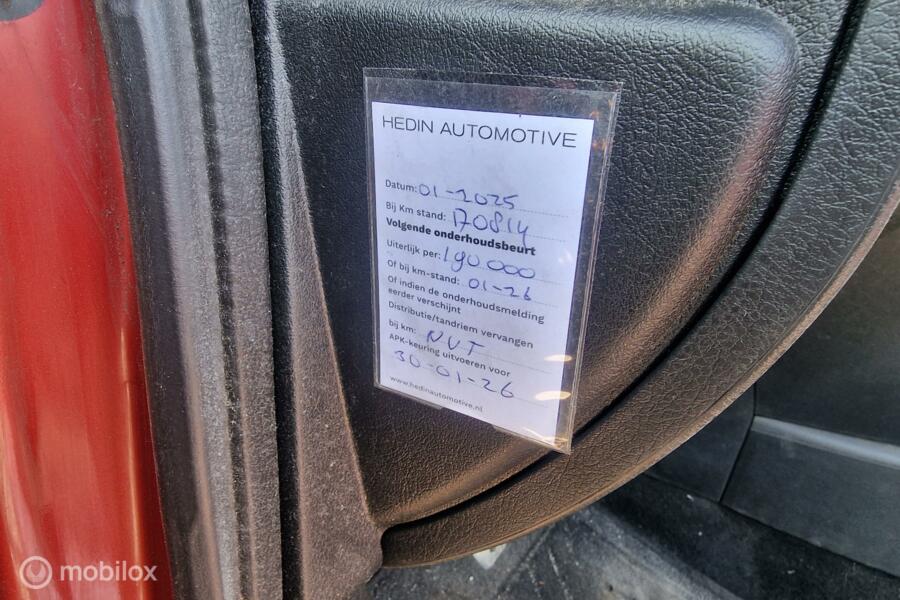 HEDIN AUTOMOTIVE
Datum: 01-2025
Bij Km stand: 170814
Volgende onderhoudsbeurt
Uiterlijk per: 190.000
Of bij km-stand: 01-26
Of indien de onderhoudsmelding
eerder verschijnt
Distributie/tandriem vervangen
bij km: NVT
APK-keuring uitvoeren voor
30-01-26
www.hedinautomotive.nl
mobilox